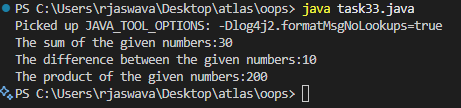 PS C:\Users\rjaswava\Desktop\atlas\oops> java task33.java
Picked up JAVA_TOOL_OPTIONS: -Dlog4j2.formatMsgNoLookups=true
The sum of the given numbers:30
The difference between the given numbers:10
The product of the given numbers:200
PS C:\Users\rjaswava\Desktop\atlas\oops>